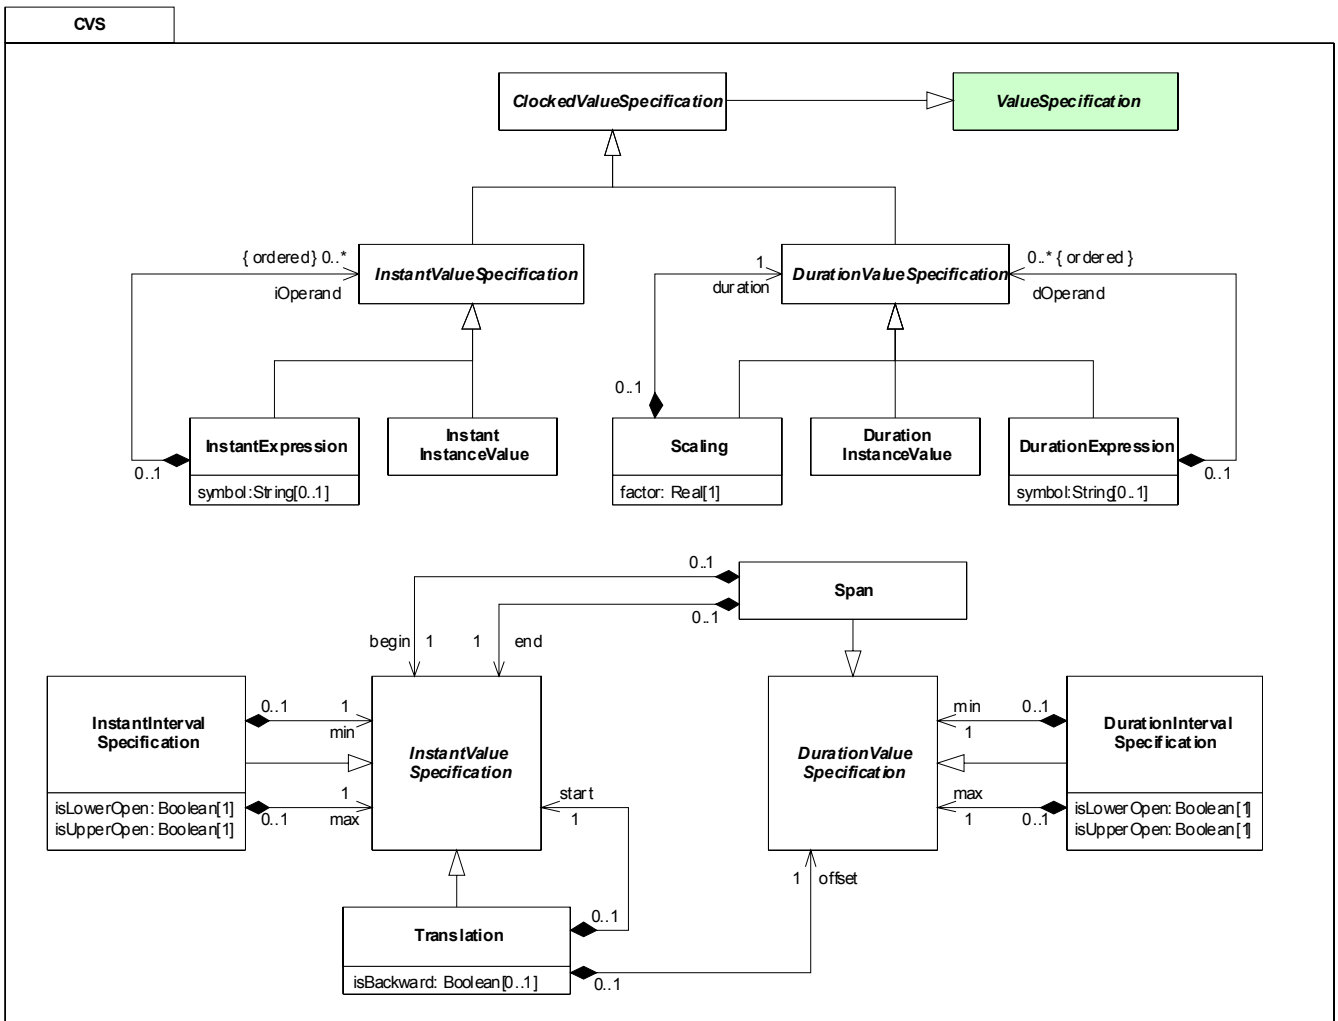 CVS
ClockedValueSpecification
ValueSpecification
{ ordered} 0..*
InstantValueSpecification
iOperand
1
duration
DurationValueSpecification
0..* { ordered }
dOperand
0..1
InstantExpression
symbol:String[0..1]
0..1
Instant
InstanceValue
0..1
Scaling
factor: Real[1]
Duration
InstanceValue
DurationExpression
symbol:String[0..1]
0..1
Span
0..1
0..1
begin 1
1 end
InstantInterval
Specification
isLowerOpen: Boolean[1]
isUpperOpen: Boolean[1]
0..1
1
min
0..1
1
max
InstantValue
Specification
start
1
DurationValue
Specification
min
1
0..1
max
1
0..1
DurationInterval
Specification
isLowerOpen: Boolean[1]
isUpperOpen: Boolean[1]
1 offset
Translation
isBackward: Boolean[0..1]
0..1
0..1